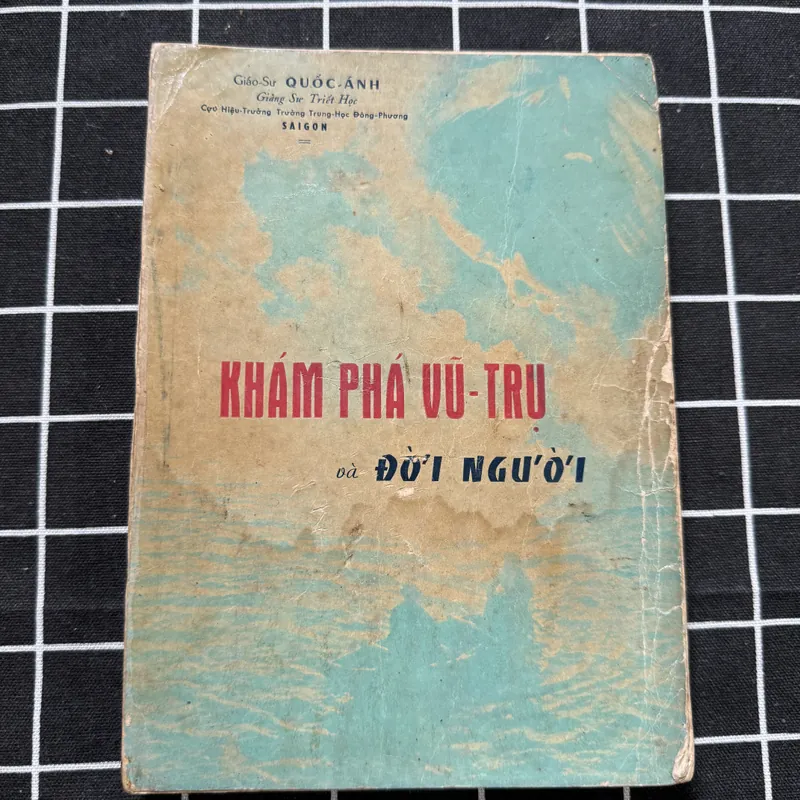 Giáo-Sư QUỐC-ÁNH
Giảng Sư Triết Học
Cựu Hiệu-Trưởng Trường Trung-Học Đông-Phương
SAIGON
KHÁM PHÁ VŨ-TRỤ
và ĐỜI NGƯỜI